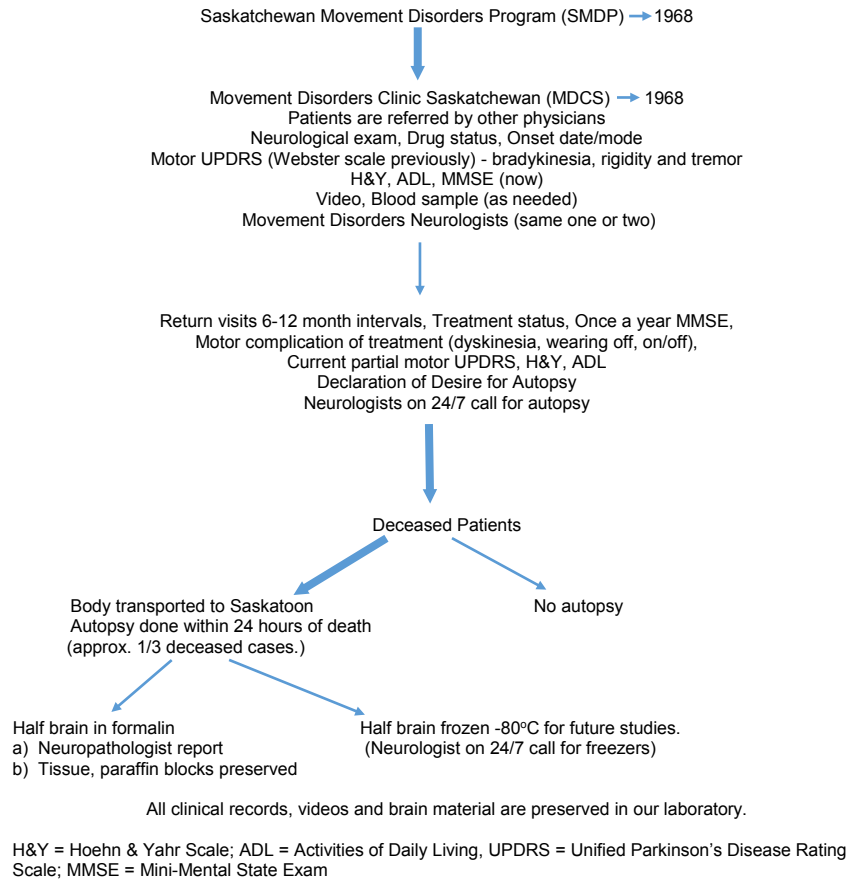 Saskatchewan Movement Disorders Program (SMDP) → 1968
Movement Disorders Clinic Saskatchewan (MDCS) → 1968
Patients are referred by other physicians
Neurological exam, Drug status, Onset date/mode
Motor UPDRS (Webster scale previously) - bradykinesia, rigidity and tremor
H&Y, ADL, MMSE (now)
Video, Blood sample (as needed)
Movement Disorders Neurologists (same one or two)
Return visits 6-12 month intervals, Treatment status, Once a year MMSE,
Motor complication of treatment (dyskinesia, wearing off, on/off),
Current partial motor UPDRS, H&Y, ADL
Declaration of Desire for Autopsy
Neurologists on 24/7 call for autopsy
Deceased Patients
Body transported to Saskatoon
Autopsy done within 24 hours of death
(approx. 1/3 deceased cases.)
No autopsy
Half brain in formalin
a) Neuropathologist report
b) Tissue, paraffin blocks preserved
Half brain frozen -80°C for future studies.
(Neurologist on 24/7 call for freezers)
All clinical records, videos and brain material are preserved in our laboratory.
H&Y = Hoehn & Yahr Scale; ADL = Activities of Daily Living, UPDRS = Unified Parkinson's Disease Rating
Scale; MMSE = Mini-Mental State Exam